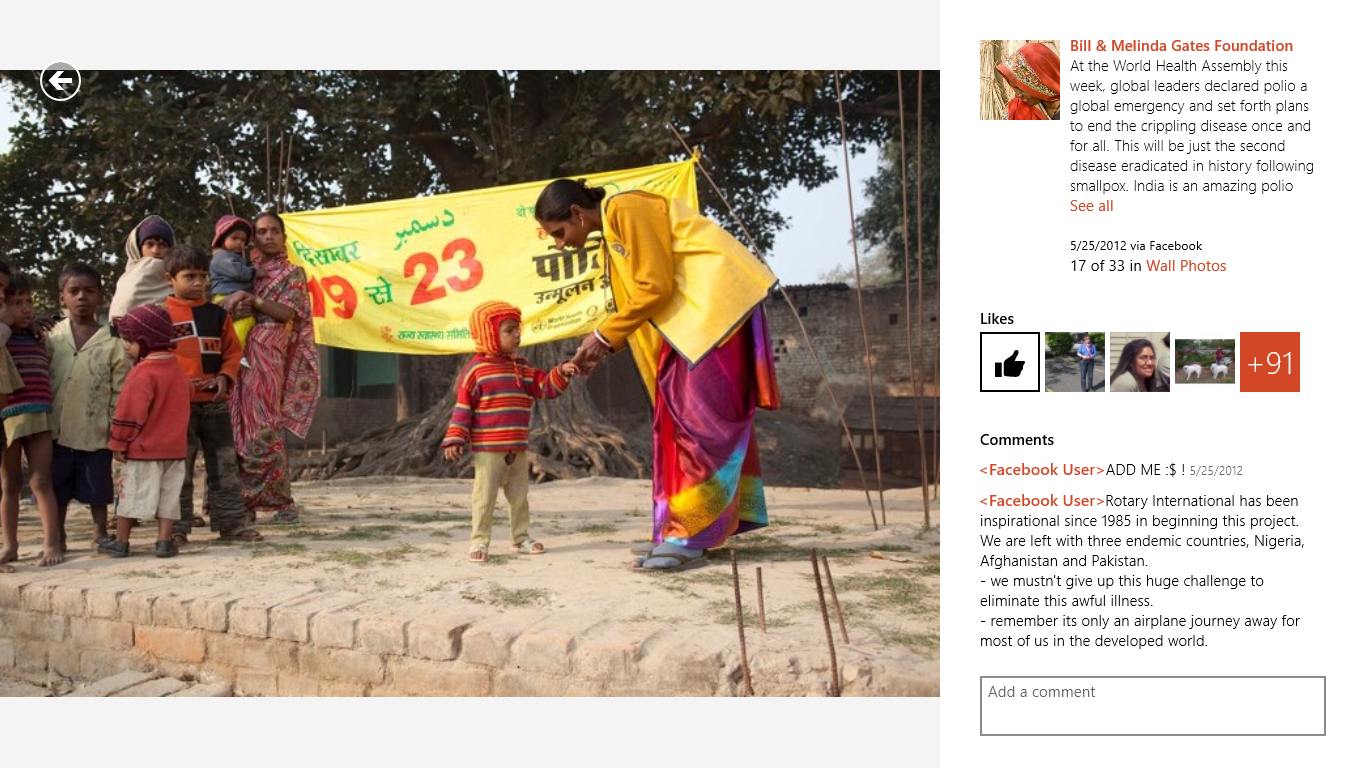 Bill & Melinda Gates Foundation
At the World Health Assembly this
week, global leaders declared polio a
global emergency and set forth plans
to end the crippling disease once and
for all. This will be just the second
disease eradicated in history following
smallpox. India is an amazing polio
See all
5/25/2012 via Facebook
17 of 33 in Wall Photos
Likes
+91
Comments
<Facebook User>ADD ME :$ ! 5/25/2012
<Facebook User>Rotary International has been
inspirational since 1985 in beginning this project.
We are left with three endemic countries, Nigeria,
Afghanistan and Pakistan.
- we mustn't give up this huge challenge to
eliminate this awful illness.
- remember its only an airplane journey away for
most of us in the developed world.
Add a comment
دسمبر
दिसम्बर
19 से 23
उन्मूलन
राज्य स्वास्थ्य समिति